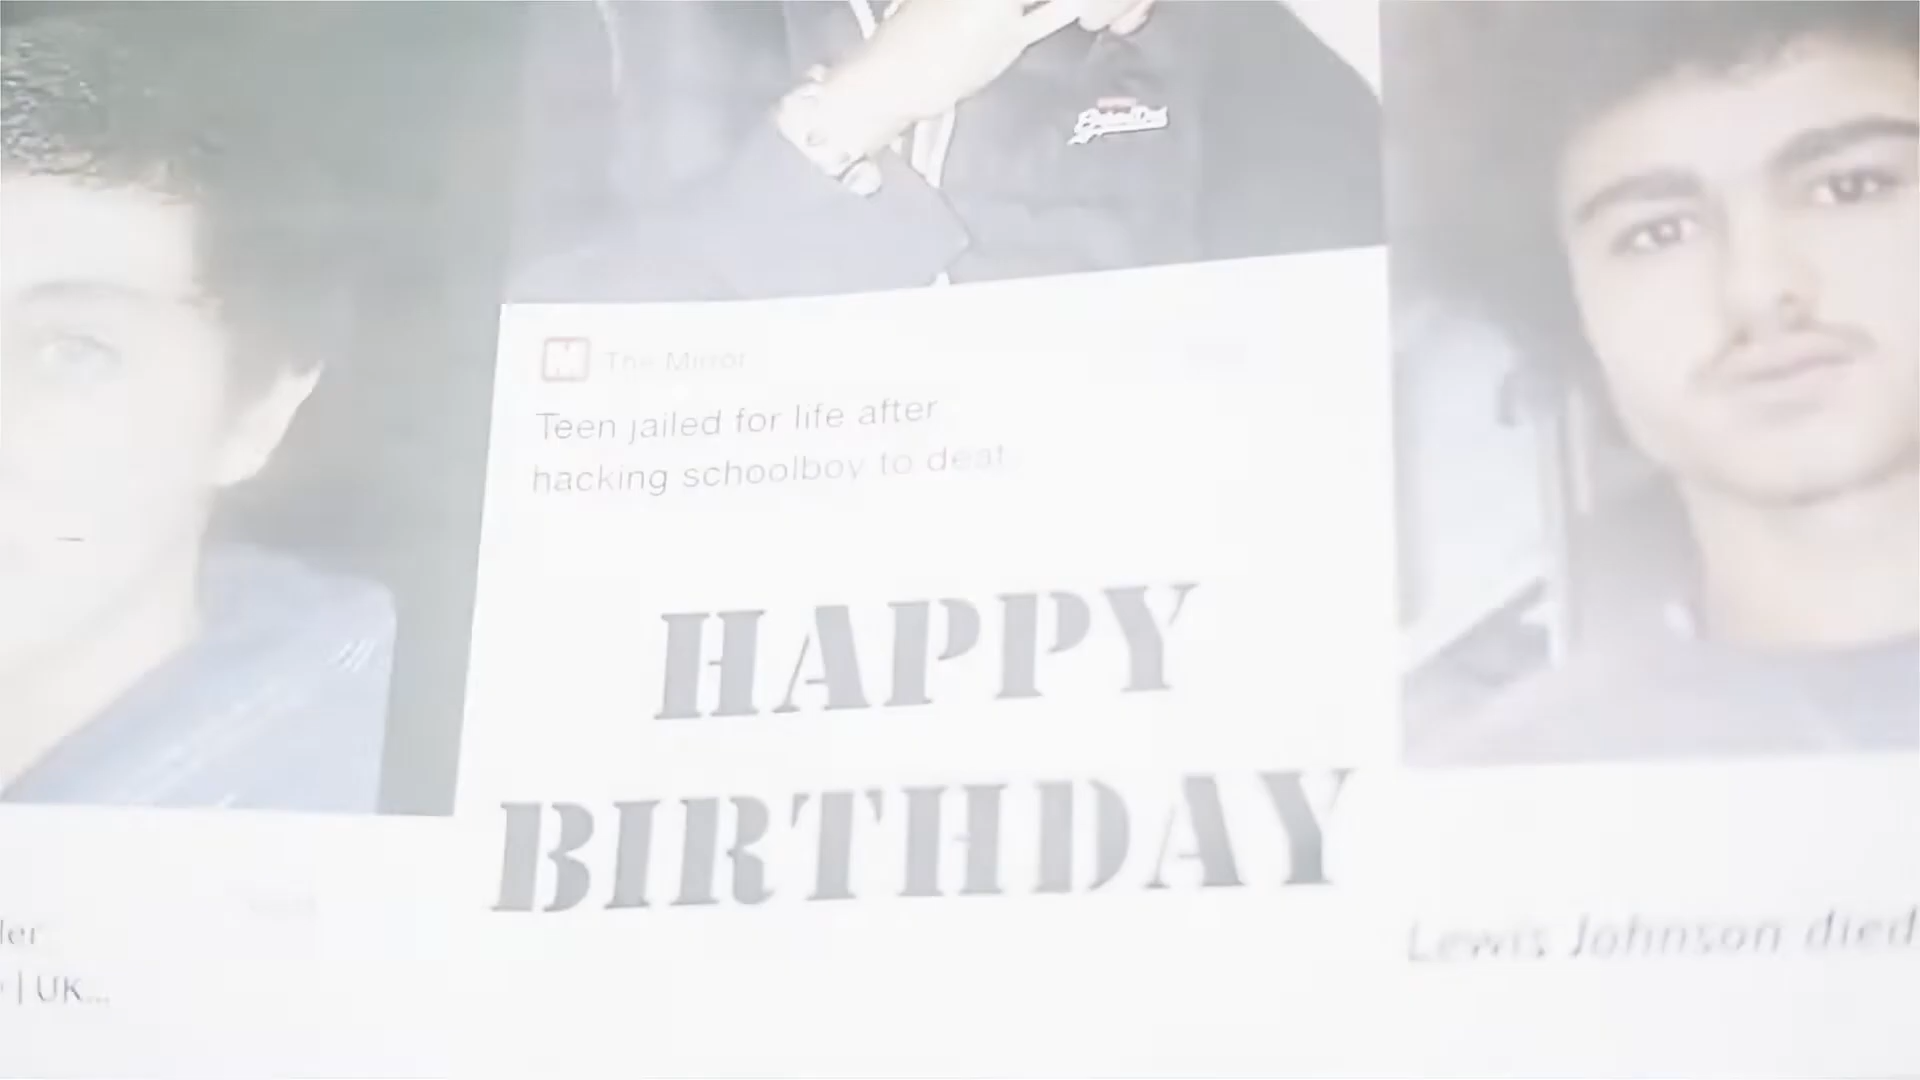 The Mirror
Teen jailed for life after
hacking schoolboy to deat
HAPPY
BIRTHDAY
ler
| UK...
Lewis Johnson died